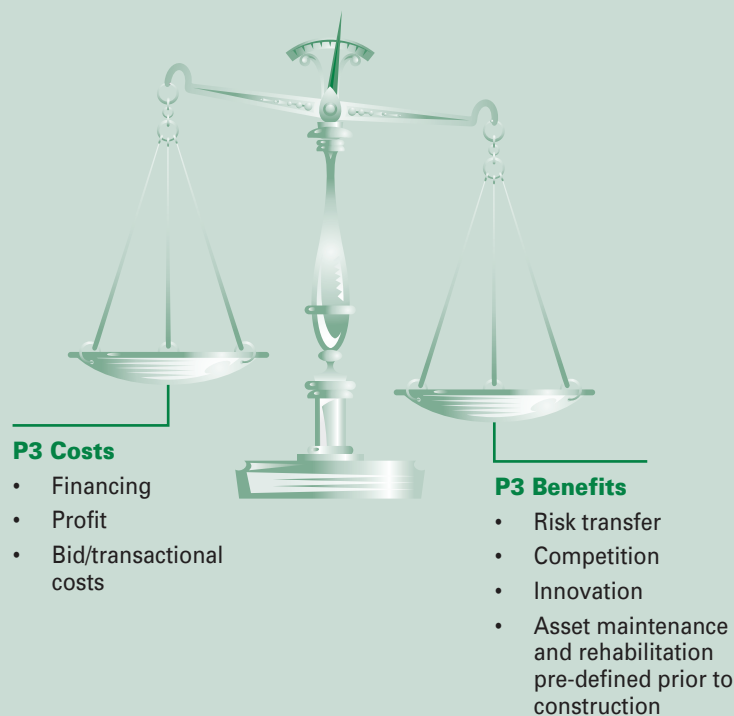 P3 Costs
• Financing
• Profit
• Bid/transactional
costs
P3 Benefits
• Risk transfer
• Competition
• Innovation
• Asset maintenance
and rehabilitation
pre-defined prior to
construction